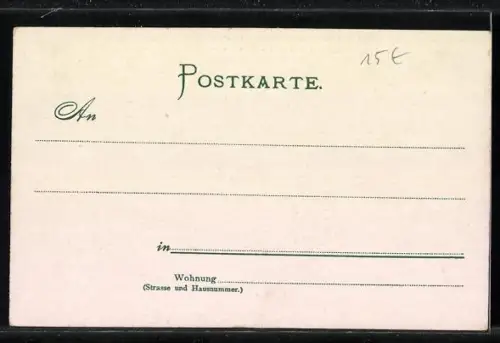 15€
POSTKARTE.
An
in
Wohnung
(Strasse und Hausnummer.)